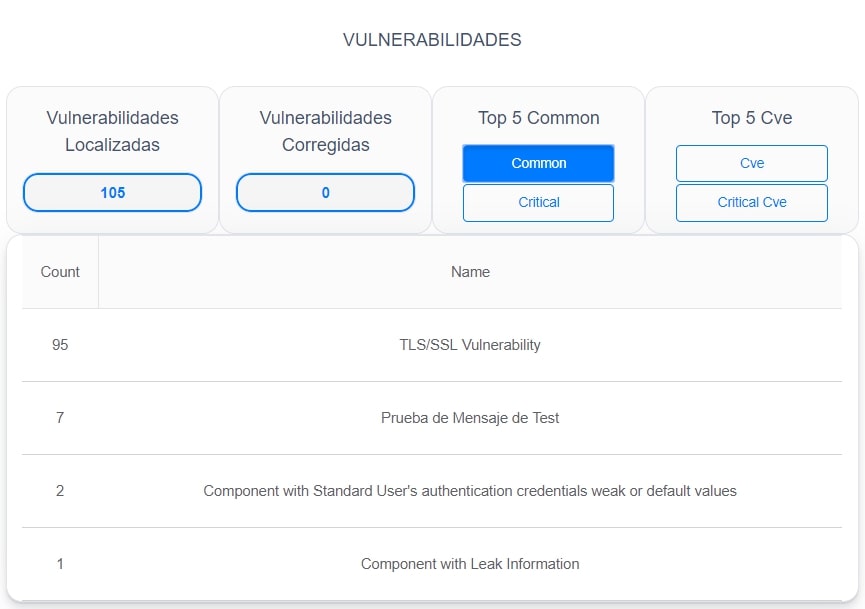 VULNERABILIDADES
Vulnerabilidades
Localizadas
105
Vulnerabilidades
Corregidas
0
Top 5 Common
Common
Critical
Top 5 Cve
Cve
Critical Cve
Count Name
95 TLS/SSL Vulnerability
7 Prueba de Mensaje de Test
2 Component with Standard User's authentication credentials weak or default values
1 Component with Leak Information